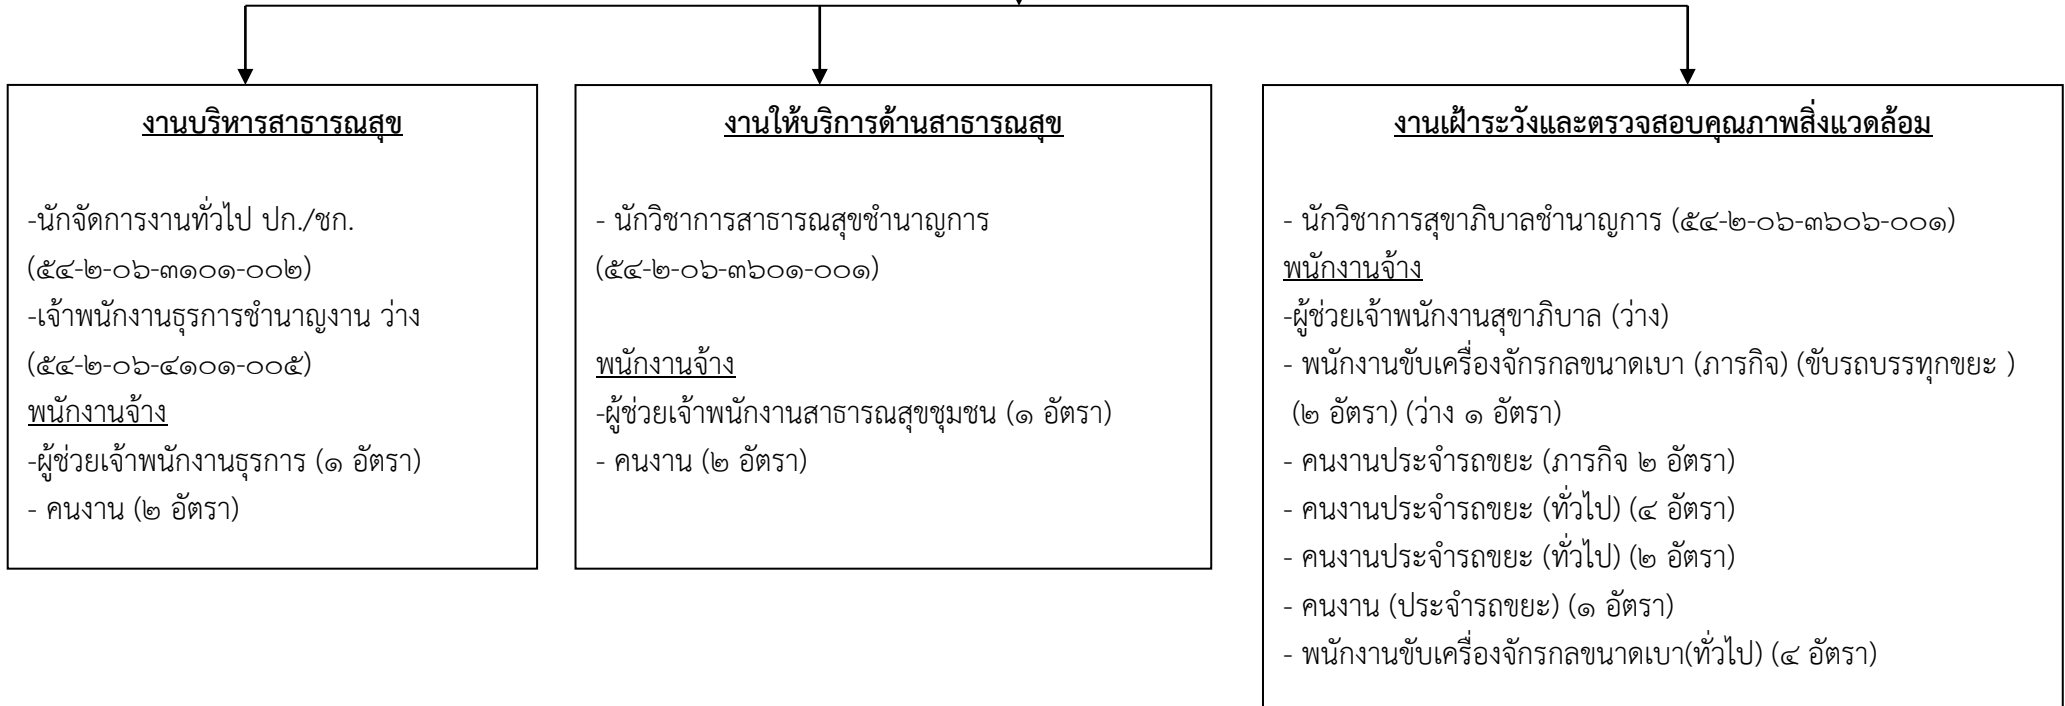 งานบริหารสาธารณสุข
-นักจัดการงานทั่วไป ปก./ชก.
(๕๔-๒-๐๖-๓๑๐๑-๐๐๒)
-เจ้าพนักงานธุรการชำนาญงาน ว่าง
(๕๔-๒-๐๖-๔๑๐๑-๐๐๕)
พนักงานจ้าง
-ผู้ช่วยเจ้าพนักงานธุรการ (๑ อัตรา)
- คนงาน (๒ อัตรา)
งานให้บริการด้านสาธารณสุข
- นักวิชาการสาธารณสุขชำนาญการ
(๕๔-๒-๐๖-๓๖๐๑-๐๐๑)
พนักงานจ้าง
-ผู้ช่วยเจ้าพนักงานสาธารณสุขชุมชน (๑ อัตรา)
- คนงาน (๒ อัตรา)
งานเฝ้าระวังและตรวจสอบคุณภาพสิ่งแวดล้อม
- นักวิชาการสุขาภิบาลชำนาญการ (๕๔-๒-๐๖-๓๖๐๖-๐๐๑)
พนักงานจ้าง
-ผู้ช่วยเจ้าพนักงานสุขาภิบาล (ว่าง)
- พนักงานขับเครื่องจักรกลขนาดเบา (ภารกิจ) (ขับรถบรรทุกขยะ )
(๒ อัตรา) (ว่าง ๑ อัตรา)
- คนงานประจำรถขยะ (ภารกิจ ๒ อัตรา)
- คนงานประจำรถขยะ (ทั่วไป) (๔ อัตรา)
- คนงานประจำรถขยะ (ทั่วไป) (๒ อัตรา)
- คนงาน (ประจำรถขยะ) (๑ อัตรา)
- พนักงานขับเครื่องจักรกลขนาดเบา(ทั่วไป) (๔ อัตรา)